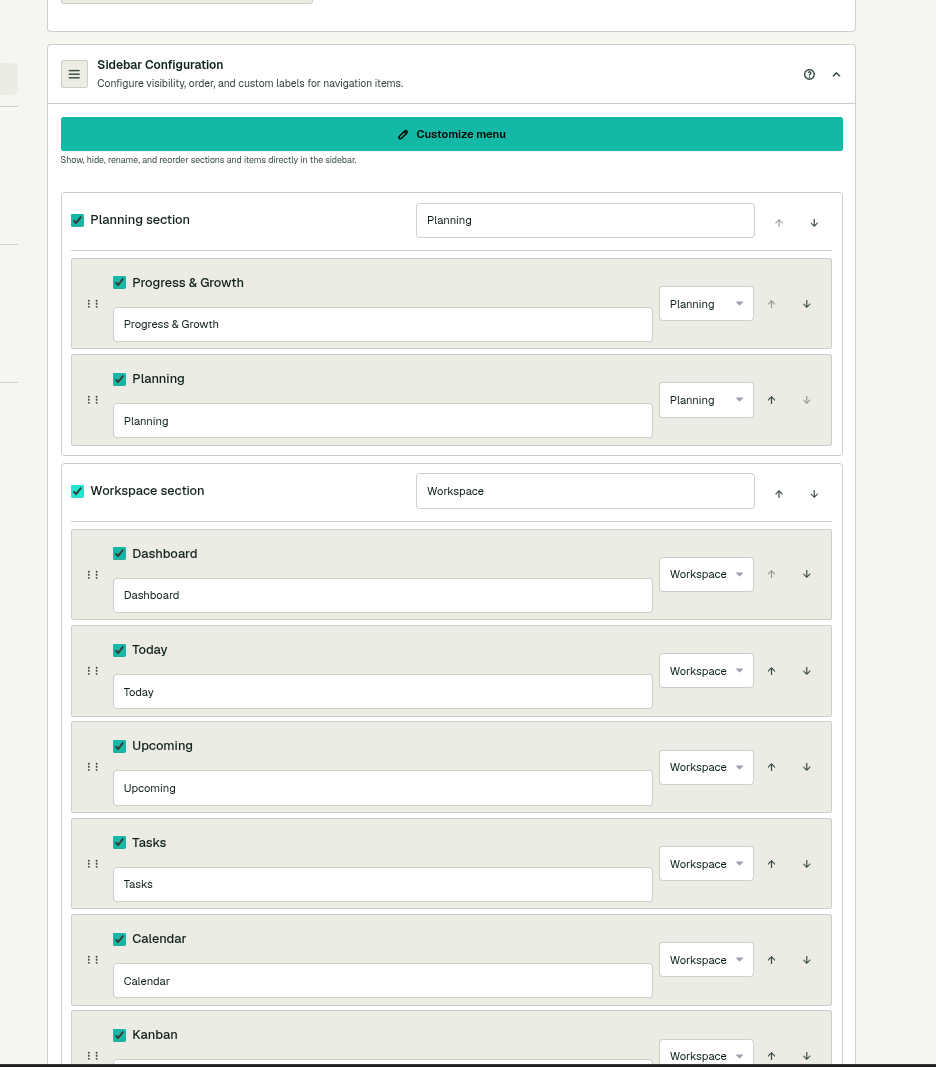 Sidebar Configuration
Configure visibility, order, and custom labels for navigation items.
Customize menu
Show, hide, rename, and reorder sections and items directly in the sidebar.
Planning section
Planning
Progress & Growth
Progress & Growth
Planning
Planning
Planning
Planning
Workspace section
Workspace
Dashboard
Dashboard
Workspace
Today
Today
Workspace
Upcoming
Upcoming
Workspace
Tasks
Tasks
Workspace
Calendar
Calendar
Workspace
Kanban
Workspace